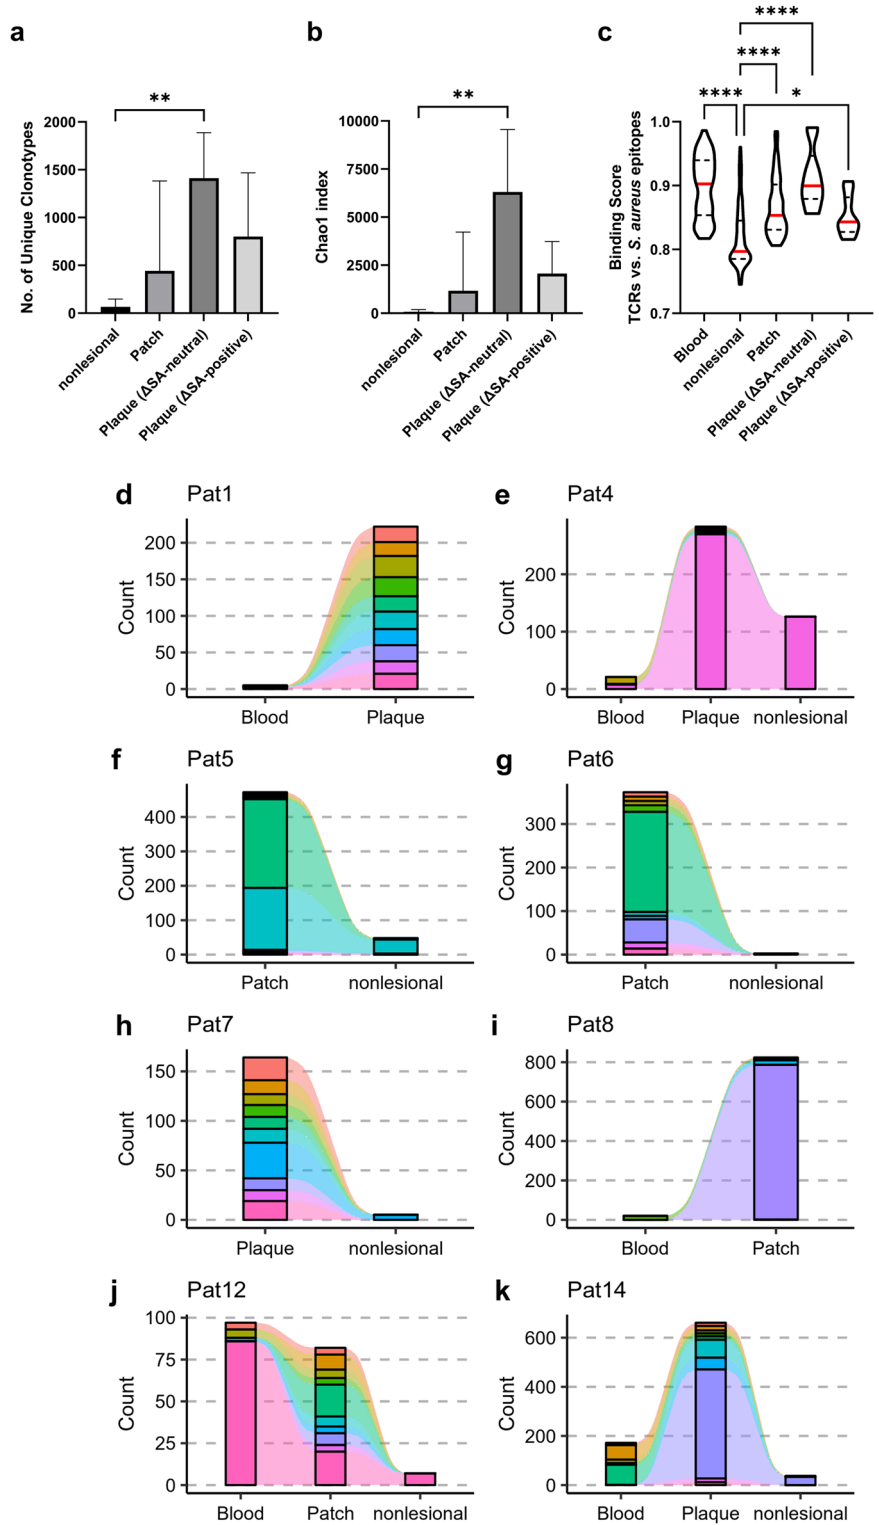 a
**
No. of Unique Clonotypes
2000
1500
1000
500
0
nonlesional
Patch
Plaque (ΔSA-neutral)
Plaque (ΔSA-positive)
b
**
Chao1 index
10000
7500
5000
2500
0
nonlesional
Patch
Plaque (ΔSA-neutral)
Plaque (ΔSA-positive)
c
****
****
****
*
Binding Score
TCRs vs. S. aureus epitopes
1.0
0.9
0.8
0.7
Blood
nonlesional
Patch
Plaque (ΔSA-neutral)
Plaque (ΔSA-positive)
d
Pat1
Count
200
150
100
50
0
Blood
Plaque
e
Pat4
Count
200
100
0
Blood
Plaque
nonlesional
f
Pat5
Count
400
300
200
100
0
Patch
nonlesional
g
Pat6
Count
300
200
100
0
Patch
nonlesional
h
Pat7
Count
150
100
50
0
Plaque
nonlesional
i
Pat8
Count
800
600
400
200
0
Blood
Patch
j
Pat12
Count
100
75
50
25
0
Blood
Patch
nonlesional
k
Pat14
Count
600
400
200
0
Blood
Plaque
nonlesional